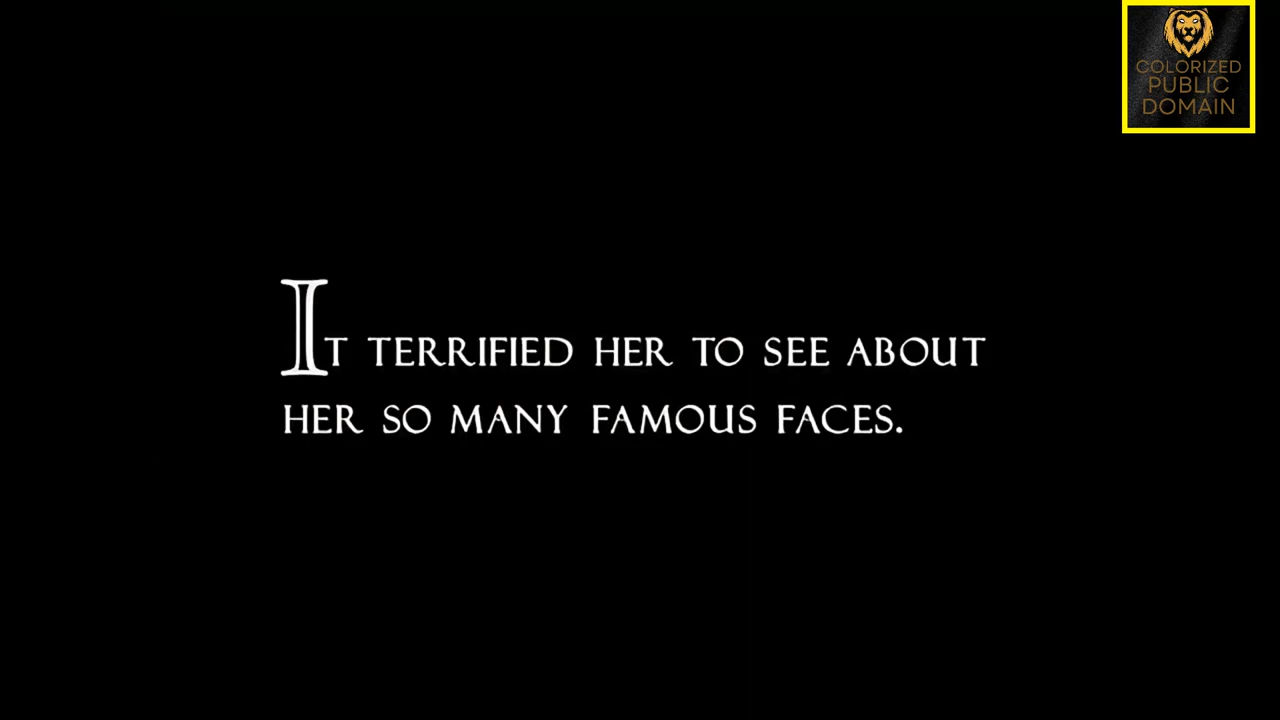 COLORIZED
PUBLIC
DOMAIN
IT TERRIFIED HER TO SEE ABOUT
HER SO MANY FAMOUS FACES.